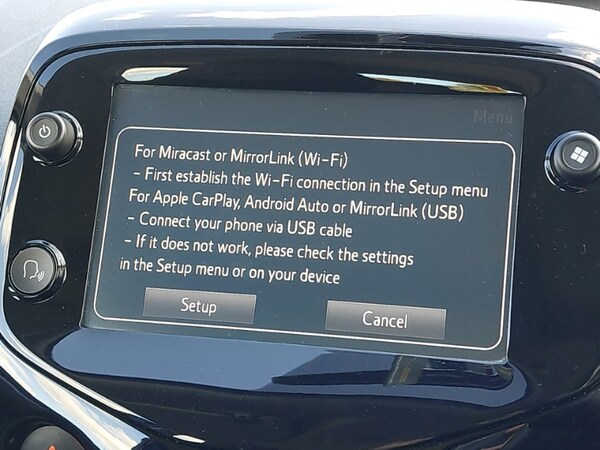 Menu
For Miracast or MirrorLink (Wi-Fi)
- First establish the Wi-Fi connection in the Setup menu
For Apple CarPlay, Android Auto or MirrorLink (USB)
- Connect your phone via USB cable
- If it does not work, please check the settings
in the Setup menu or on your device
Setup
Cancel